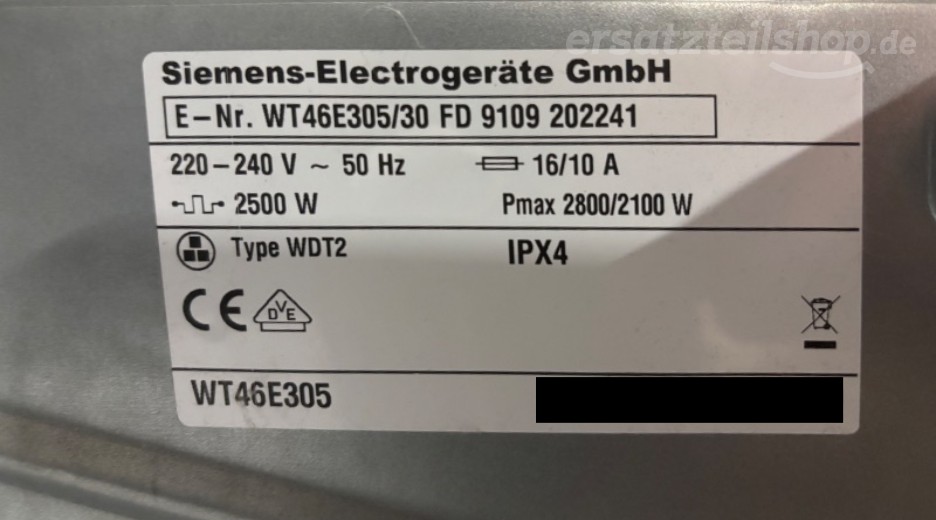 ersatzteilshop.de
Siemens-Electrogeräte GmbH
E-Nr. WT46E305/30 FD 9109 202241
220-240 V ~ 50 Hz 16/10 A
2500 W Pmax 2800/2100 W
Type WDT2 IPX4
CE DVE
WT46E305